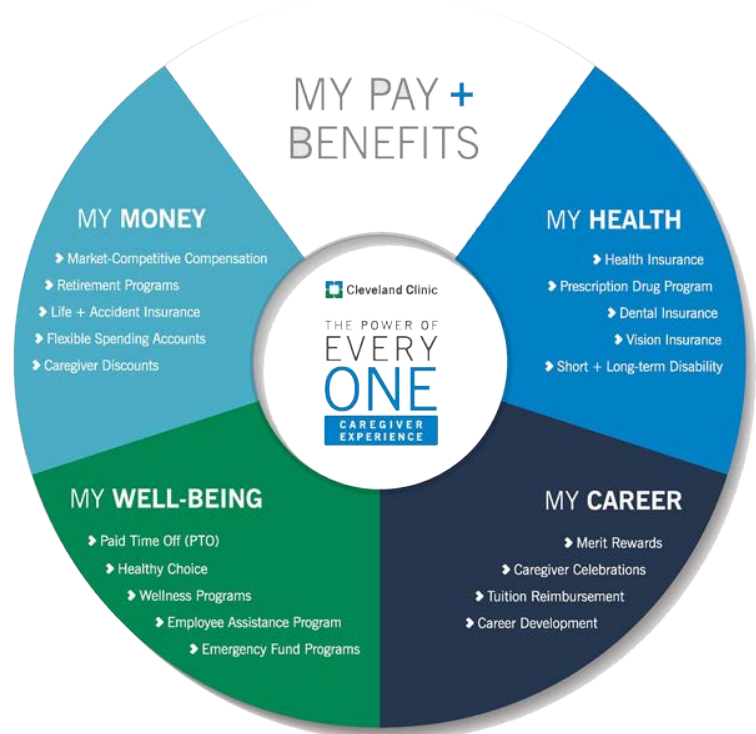 MY PAY +
BENEFITS
MY MONEY
Market-Competitive Compensation
Retirement Programs
Life + Accident Insurance
Flexible Spending Accounts
Caregiver Discounts
MY HEALTH
Health Insurance
Prescription Drug Program
Dental Insurance
Vision Insurance
Short + Long-term Disability
Cleveland Clinic
THE POWER OF
EVERY
ONE
CAREGIVER
EXPERIENCE
MY WELL-BEING
Paid Time Off (PTO)
Healthy Choice
Wellness Programs
Employee Assistance Program
Emergency Fund Programs
MY CAREER
Merit Rewards
Caregiver Celebrations
Tuition Reimbursement
Career Development